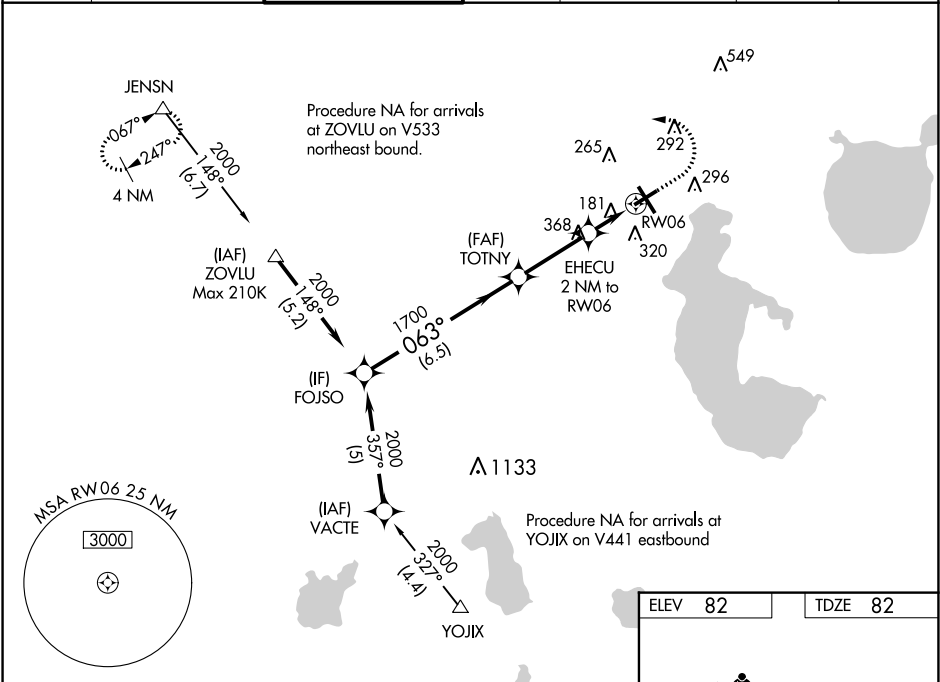 549
JENSN
067°
247°
4 NM
2000
148°
(6.7)
Procedure NA for arrivals
at ZOVLU on V533
northeast bound.
265
292
296
181
368
RW06
320
(IAF)
ZOVLU
Max 210K
2000
148°
(5.2)
(FAF)
TOTNY
EHECU
2 NM to
RW06
1700
063°
(6.5)
(IF)
FOJSO
2000
357°
(5)
1133
(IAF)
VACTE
Procedure NA for arrivals at
YOJIX on V441 eastbound
2000
327°
(4.4)
YOJIX
MSA RW06 25 NM
3000
ELEV 82
TDZE 82